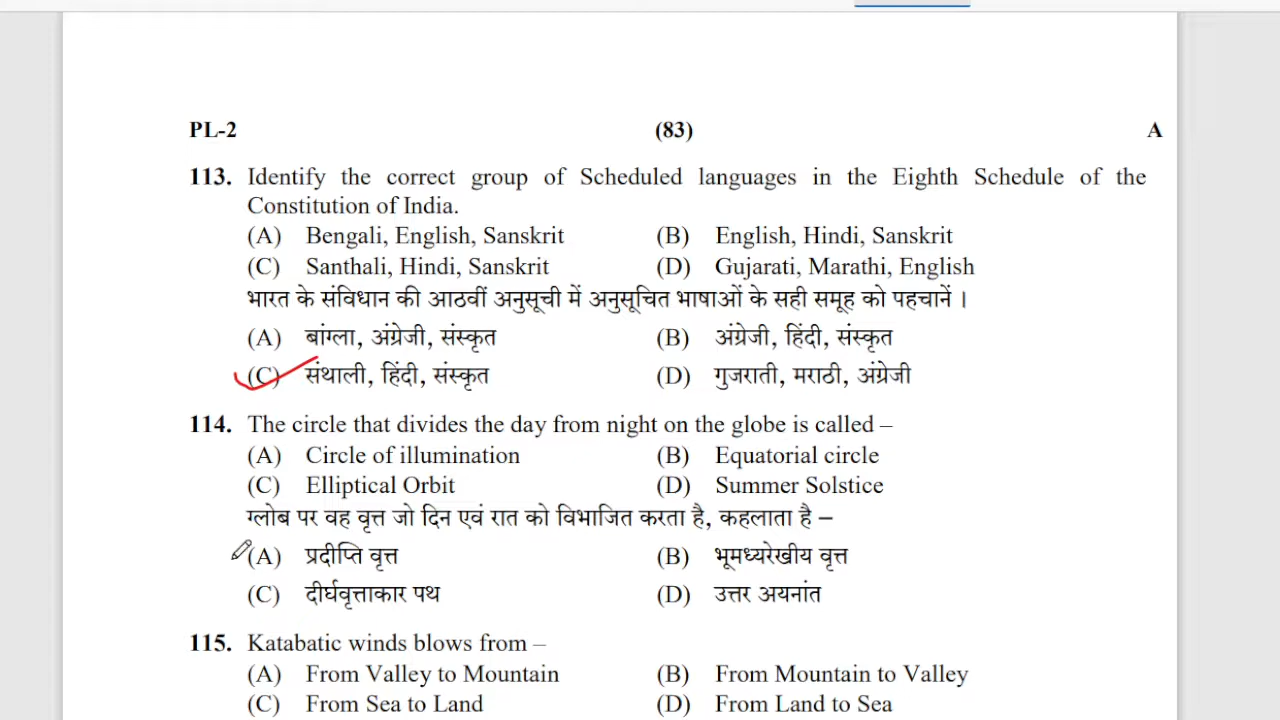 PL-2 (83) A
113. Identify the correct group of Scheduled languages in the Eighth Schedule of the
Constitution of India.
(A) Bengali, English, Sanskrit (B) English, Hindi, Sanskrit
(C) Santhali, Hindi, Sanskrit (D) Gujarati, Marathi, English
भारत के संविधान की आठवीं अनुसूची में अनुसूचित भाषाओं के सही समूह को पहचानें ।
(A) बांग्ला, अंग्रेजी, संस्कृत (B) अंग्रेजी, हिंदी, संस्कृत
(C) संथाली, हिंदी, संस्कृत (D) गुजराती, मराठी, अंग्रेजी
114. The circle that divides the day from night on the globe is called –
(A) Circle of illumination (B) Equatorial circle
(C) Elliptical Orbit (D) Summer Solstice
ग्लोब पर वह वृत्त जो दिन एवं रात को विभाजित करता है, कहलाता है –
(A) प्रदीप्ति वृत्त (B) भूमध्यरेखीय वृत्त
(C) दीर्घवृत्ताकार पथ (D) उत्तर अयनांत
115. Katabatic winds blows from –
(A) From Valley to Mountain (B) From Mountain to Valley
(C) From Sea to Land (D) From Land to Sea